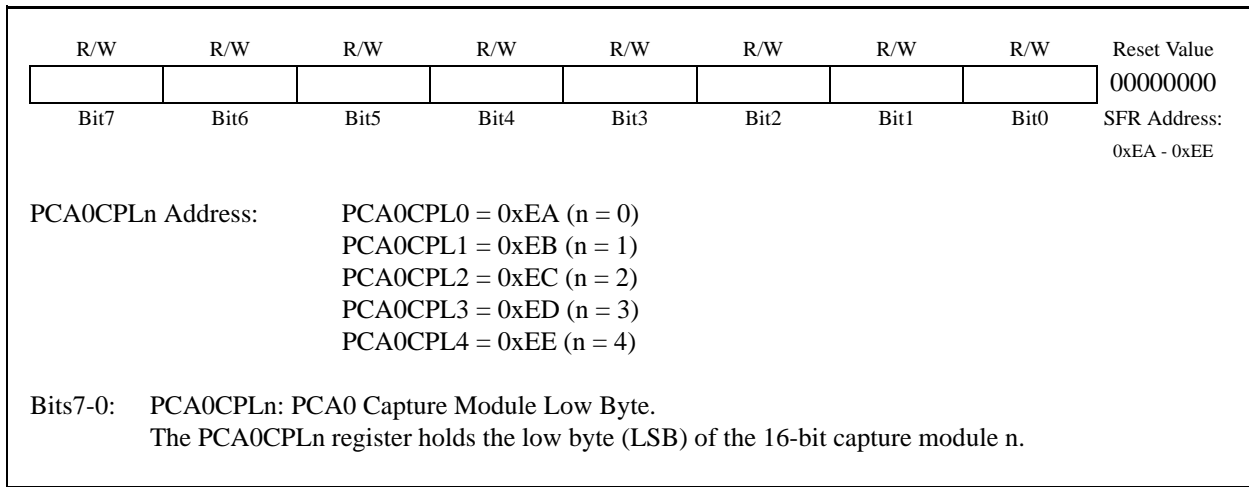 R/W R/W R/W R/W R/W R/W R/W R/W Reset Value
00000000
Bit7 Bit6 Bit5 Bit4 Bit3 Bit2 Bit1 Bit0 SFR Address:
0xEA - 0xEE
PCA0CPLn Address: PCA0CPL0 = 0xEA (n = 0)
PCA0CPL1 = 0xEB (n = 1)
PCA0CPL2 = 0xEC (n = 2)
PCA0CPL3 = 0xED (n = 3)
PCA0CPL4 = 0xEE (n = 4)
Bits7-0: PCA0CPLn: PCA0 Capture Module Low Byte.
The PCA0CPLn register holds the low byte (LSB) of the 16-bit capture module n.